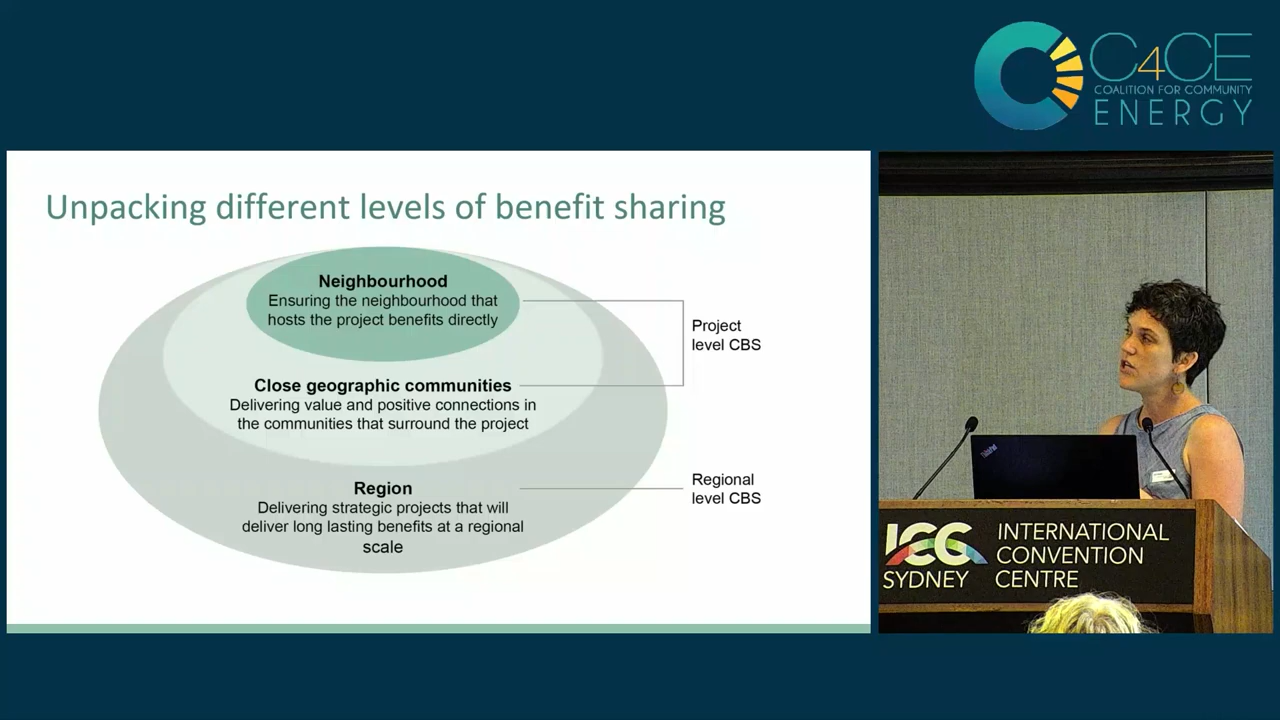 C4CE
COALITION FOR COMMUNITY
ENERGY
Unpacking different levels of benefit sharing
Neighbourhood
Ensuring the neighbourhood that
hosts the project benefits directly
Project
level CBS
Close geographic communities
Delivering value and positive connections in
the communities that surround the project
Region
Delivering strategic projects that will
deliver long lasting benefits at a regional
scale
Regional
level CBS
ThinkPad
ICC
SYDNEY
INTERNATIONAL
CONVENTION
CENTRE